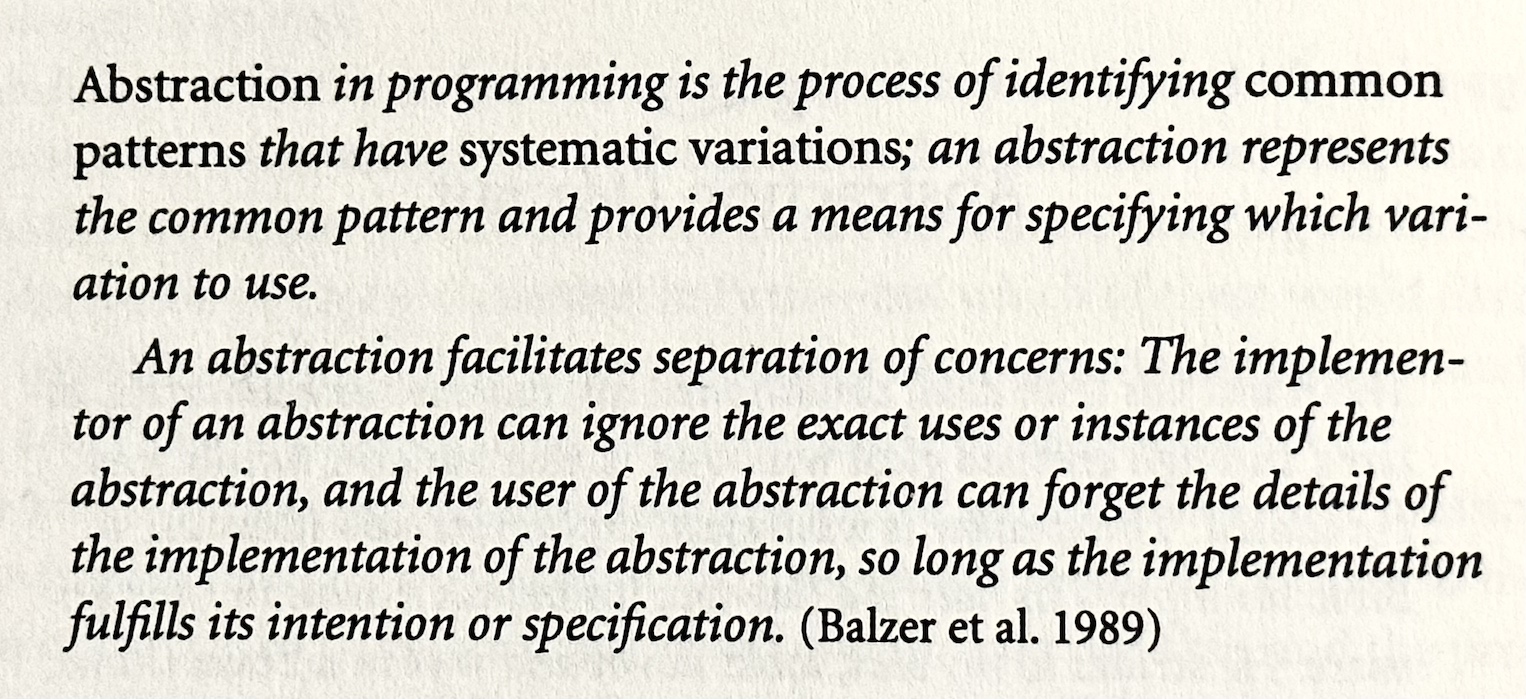 Abstraction in programming is the process of identifying common
patterns that have systematic variations; an abstraction represents
the common pattern and provides a means for specifying which vari-
ation to use.
An abstraction facilitates separation of concerns: The implemen-
tor of an abstraction can ignore the exact uses or instances of the
abstraction, and the user of the abstraction can forget the details of
the implementation of the abstraction, so long as the implementation
fulfills its intention or specification. (Balzer et al. 1989)